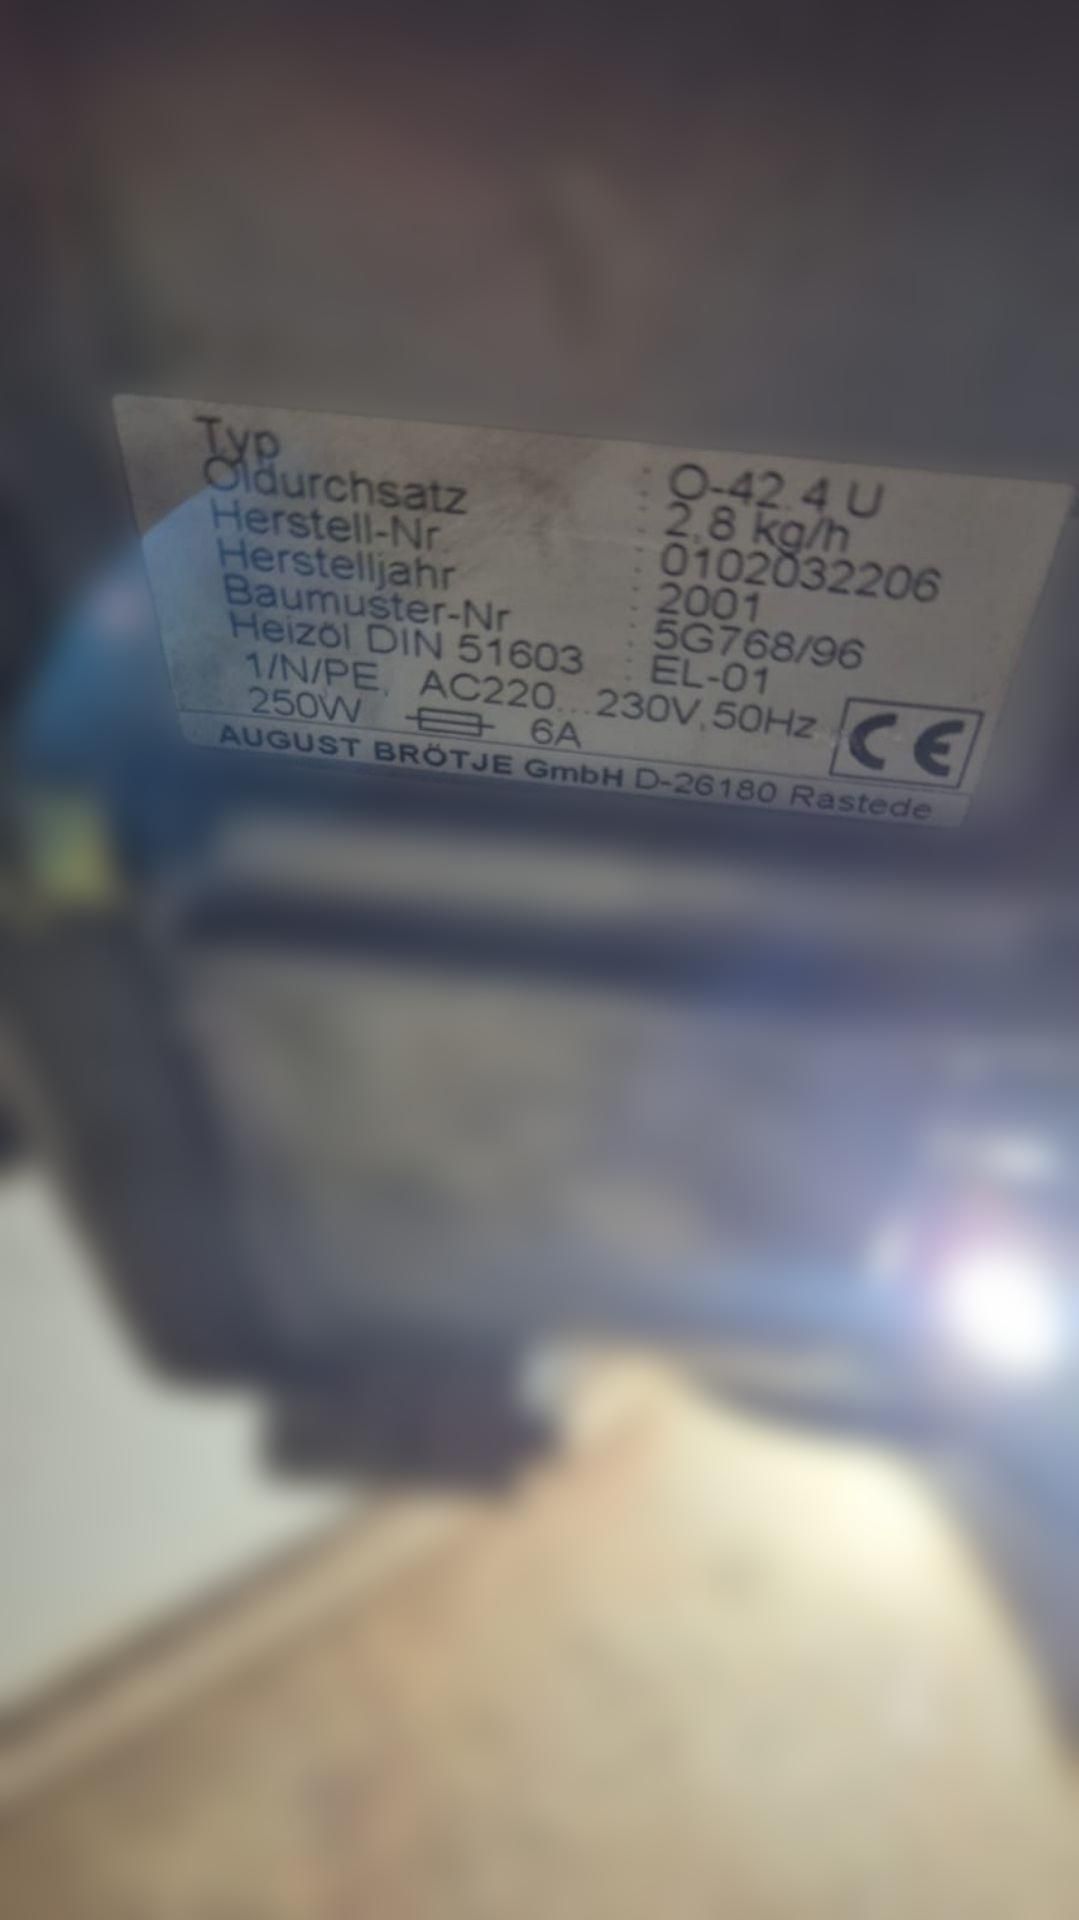 Typ : O-42.4 U
Öldurchsatz : 2,8 kg/h
Herstell-Nr. : 0102032206
Herstelljahr : 2001
Baumuster-Nr : 5G768/96
Heizöl DIN 51603 : EL-01
1/N/PE, AC220...230V,50Hz
250W 6A CE
AUGUST BRÖTJE GmbH D-26180 Rastede